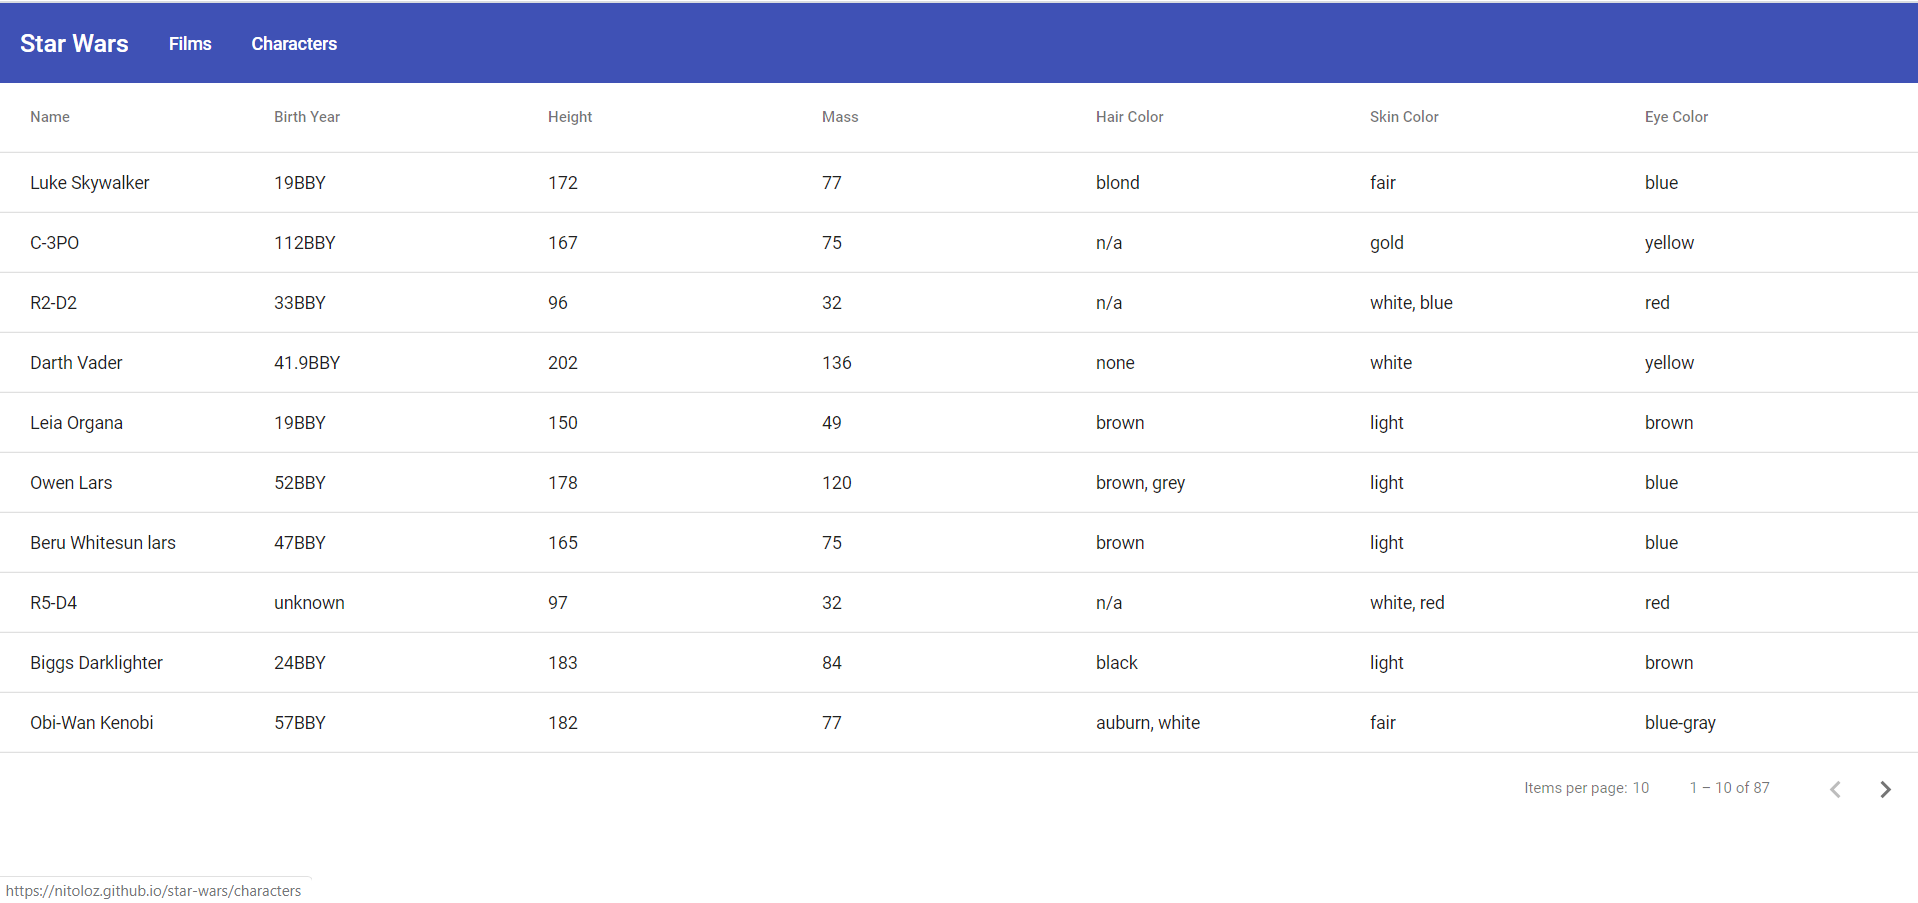 Star Wars Films Characters
Name Birth Year Height Mass Hair Color Skin Color Eye Color
Luke Skywalker 19BBY 172 77 blond fair blue
C-3PO 112BBY 167 75 n/a gold yellow
R2-D2 33BBY 96 32 n/a white, blue red
Darth Vader 41.9BBY 202 136 none white yellow
Leia Organa 19BBY 150 49 brown light brown
Owen Lars 52BBY 178 120 brown, grey light blue
Beru Whitesun lars 47BBY 165 75 brown light blue
R5-D4 unknown 97 32 n/a white, red red
Biggs Darklighter 24BBY 183 84 black light brown
Obi-Wan Kenobi 57BBY 182 77 auburn, white fair blue-gray
Items per page: 10 1 – 10 of 87
https://nitoloz.github.io/star-wars/characters